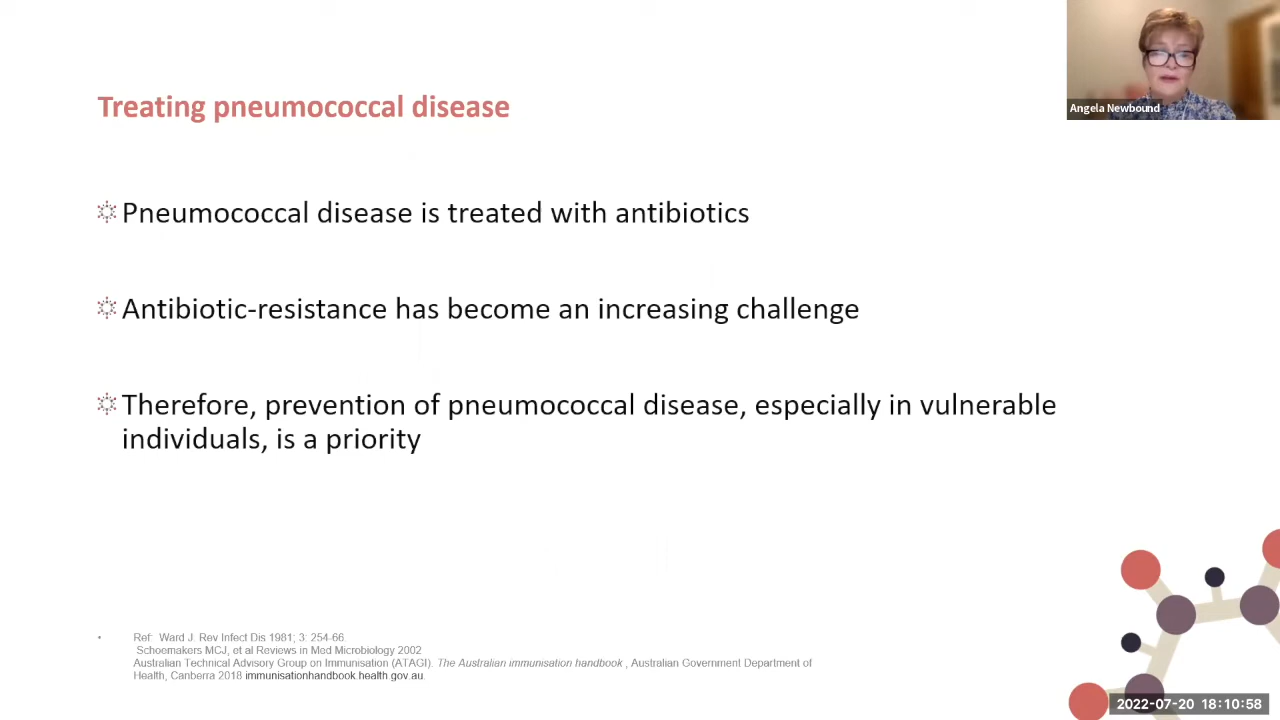 Treating pneumococcal disease
Angela Newbound
Pneumococcal disease is treated with antibiotics
Antibiotic-resistance has become an increasing challenge
Therefore, prevention of pneumococcal disease, especially in vulnerable
individuals, is a priority
Ref: Ward J. Rev Infect Dis 1981; 3: 254-66.
Schoemakers MCJ, et al Reviews in Med Microbiology 2002
Australian Technical Advisory Group on Immunisation (ATAGI). The Australian immunisation handbook , Australian Government Department of
Health, Canberra 2018 immunisationhandbook.health.gov.au.
2022-07-20 18:10:58